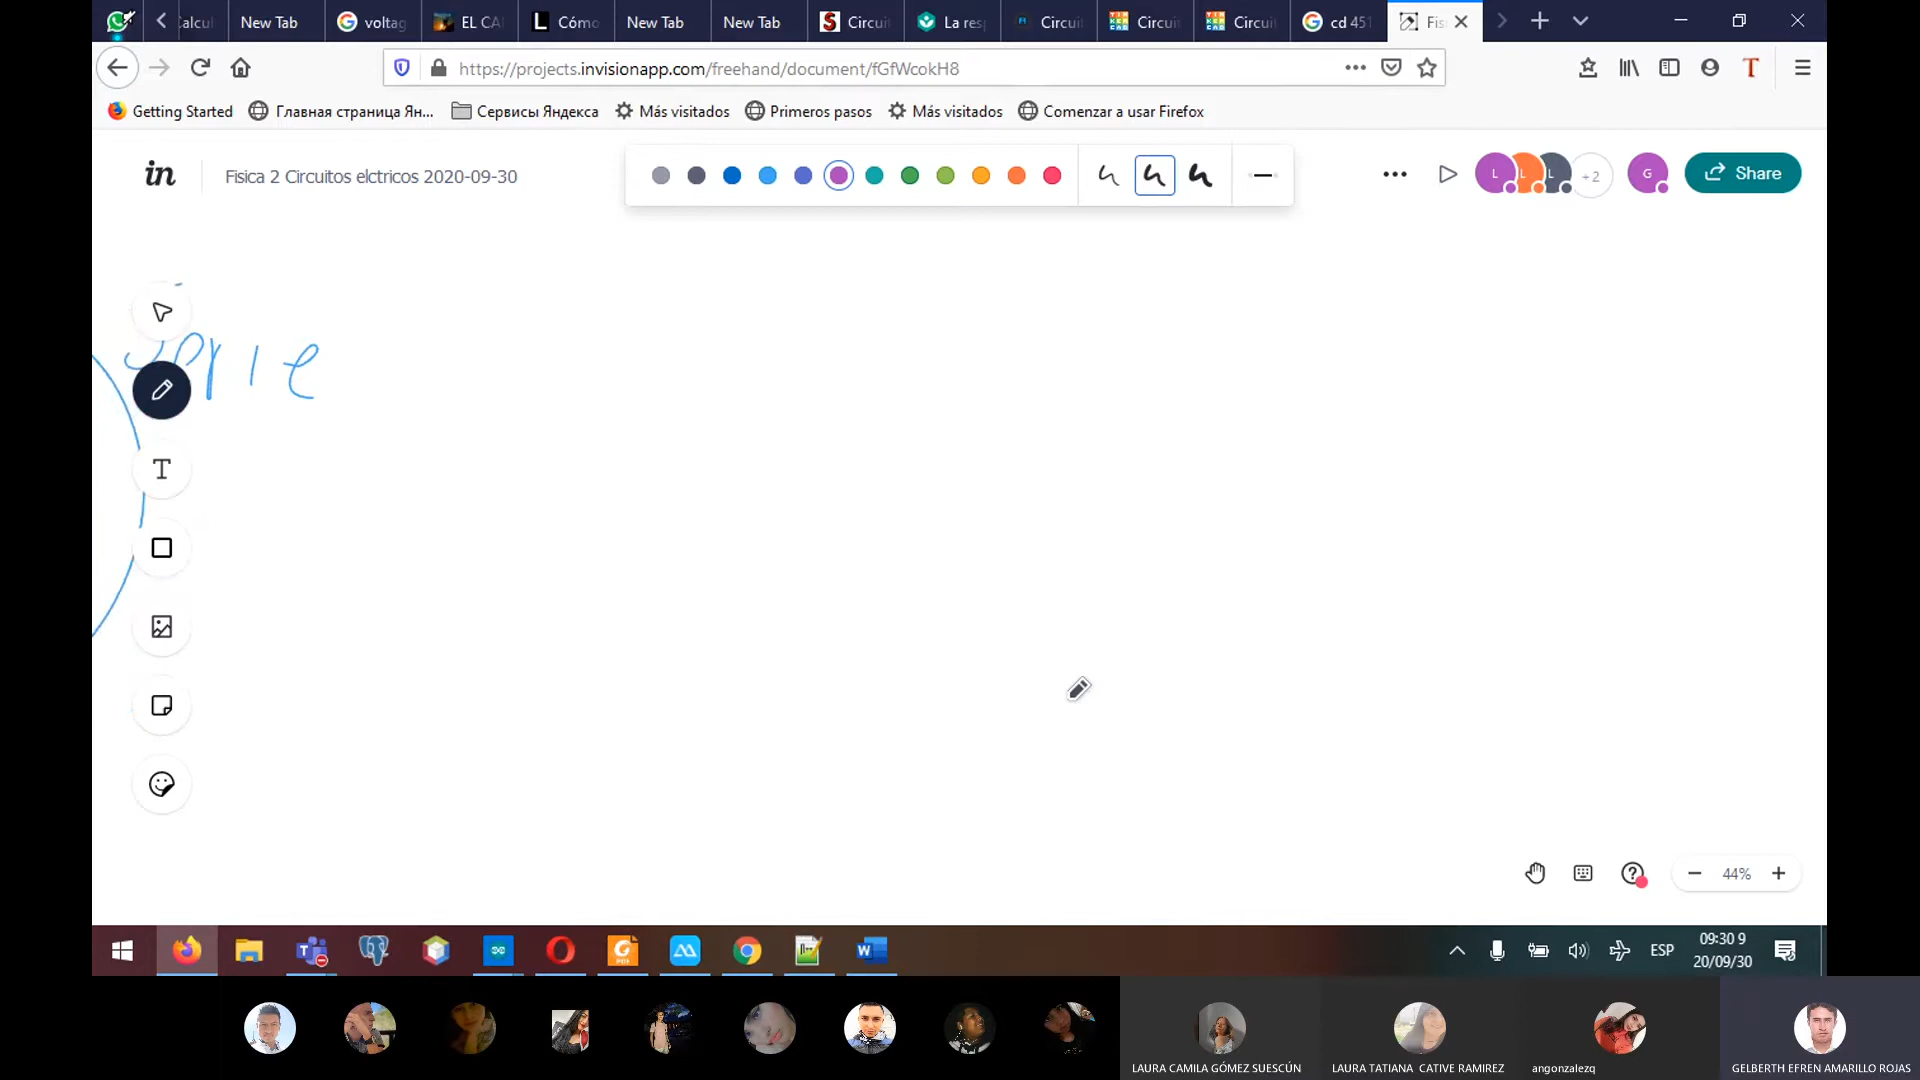 alcul New Tab voltag EL CA Cómo New Tab New Tab Circui La res Circui Circui Circui cd 451 Fis
https://projects.invisionapp.com/freehand/document/fGfWcokH8
Getting Started Главная страница Ян... Сервисы Яндекса Más visitados Primeros pasos Más visitados Comenzar a usar Firefox
in Fisica 2 Circuitos elctricos 2020-09-30 L L L +2 G Share
serie
T
44%
ESP 09:30 9
20/09/30
LAURA CAMILA GÓMEZ SUESCÚN LAURA TATIANA CATIVE RAMIREZ angonzalezq GELBERTH EFREN AMARILLO ROJAS